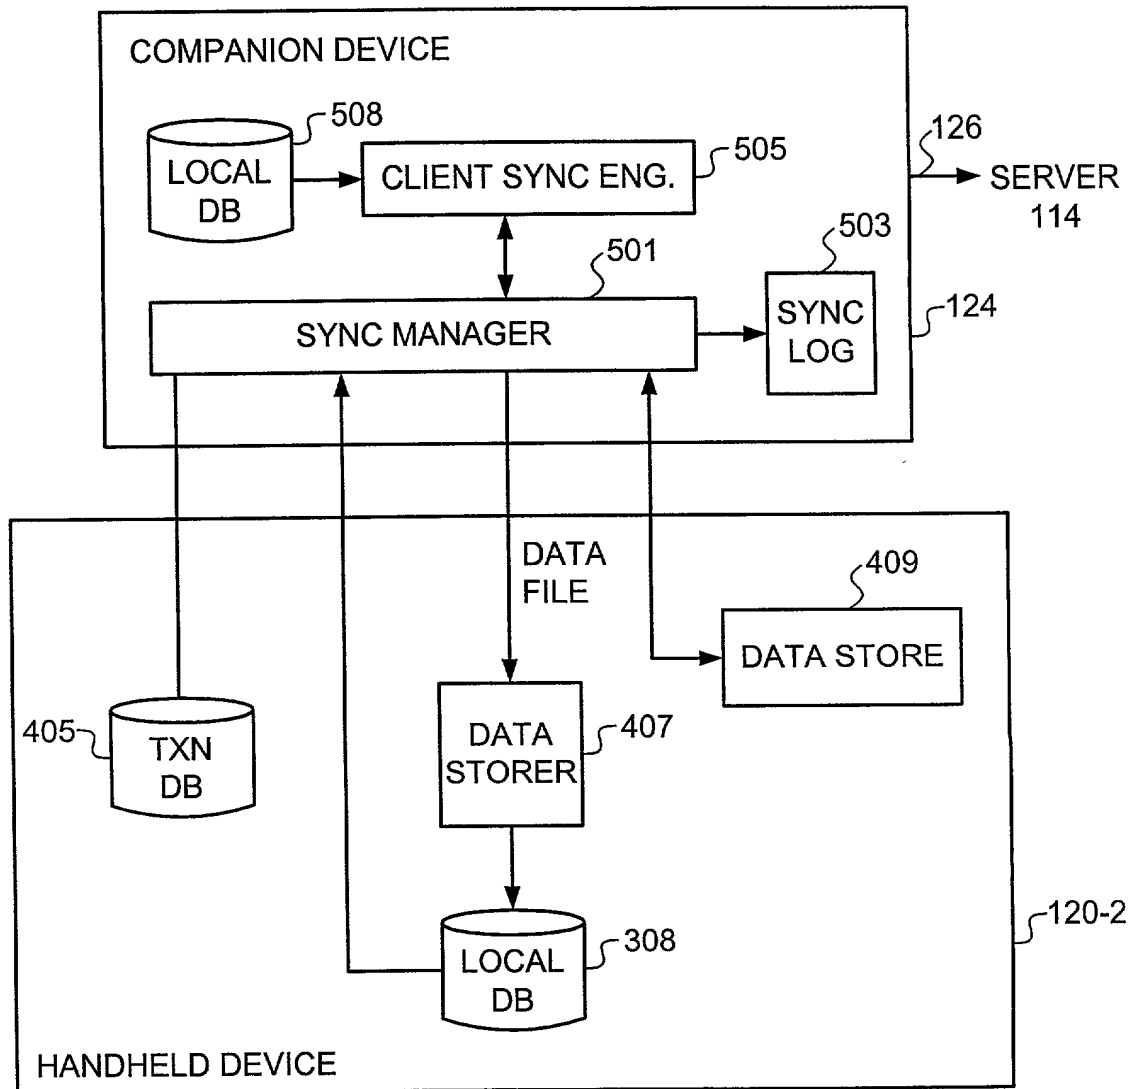 COMPANION DEVICE
508
LOCAL
DB
CLIENT SYNC ENG.
505
126
SERVER
114
501
503
SYNC MANAGER
SYNC
LOG
124
DATA
FILE
409
DATA STORE
405
TXN
DB
DATA
STORER
407
120-2
LOCAL
DB
308
HANDHELD DEVICE